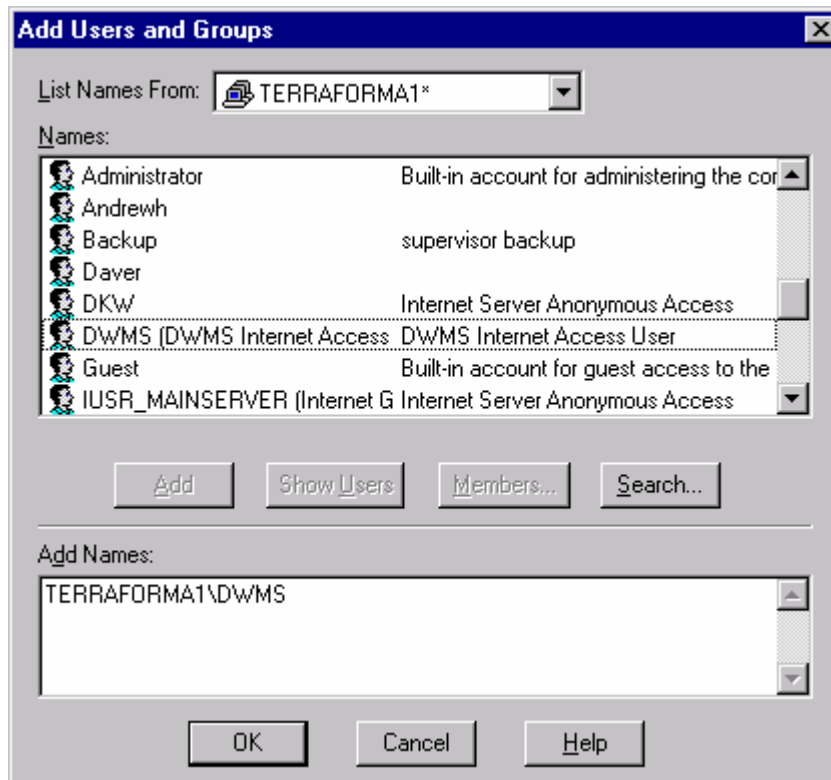 Add Users and Groups
List Names From: TERRAFORMA1*
Names:
Administrator Built-in account for administering the cor
Andrewh
Backup supervisor backup
Daver
DKW Internet Server Anonymous Access
DWMS (DWMS Internet Access DWMS Internet Access User
Guest Built-in account for guest access to the
IUSR_MAINSERVER (Internet G Internet Server Anonymous Access
Add Show Users Members... Search...
Add Names:
TERRAFORMA1\DWMS
OK Cancel Help